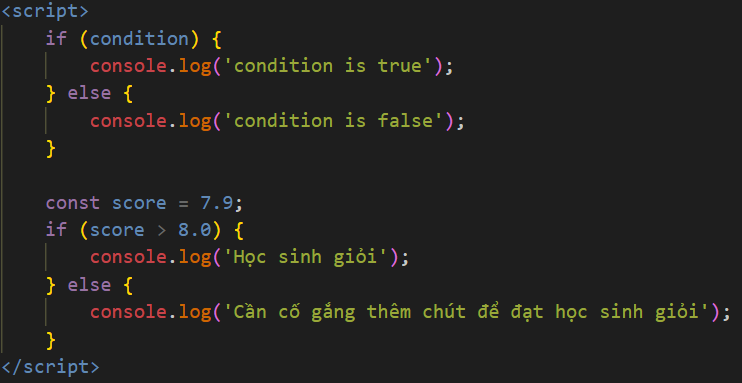 <script>
if (condition) {
console.log('condition is true');
} else {
console.log('condition is false');
}
const score = 7.9;
if (score > 8.0) {
console.log('Học sinh giỏi');
} else {
console.log('Cần cố gắng thêm chút để đạt học sinh giỏi');
}
</script>